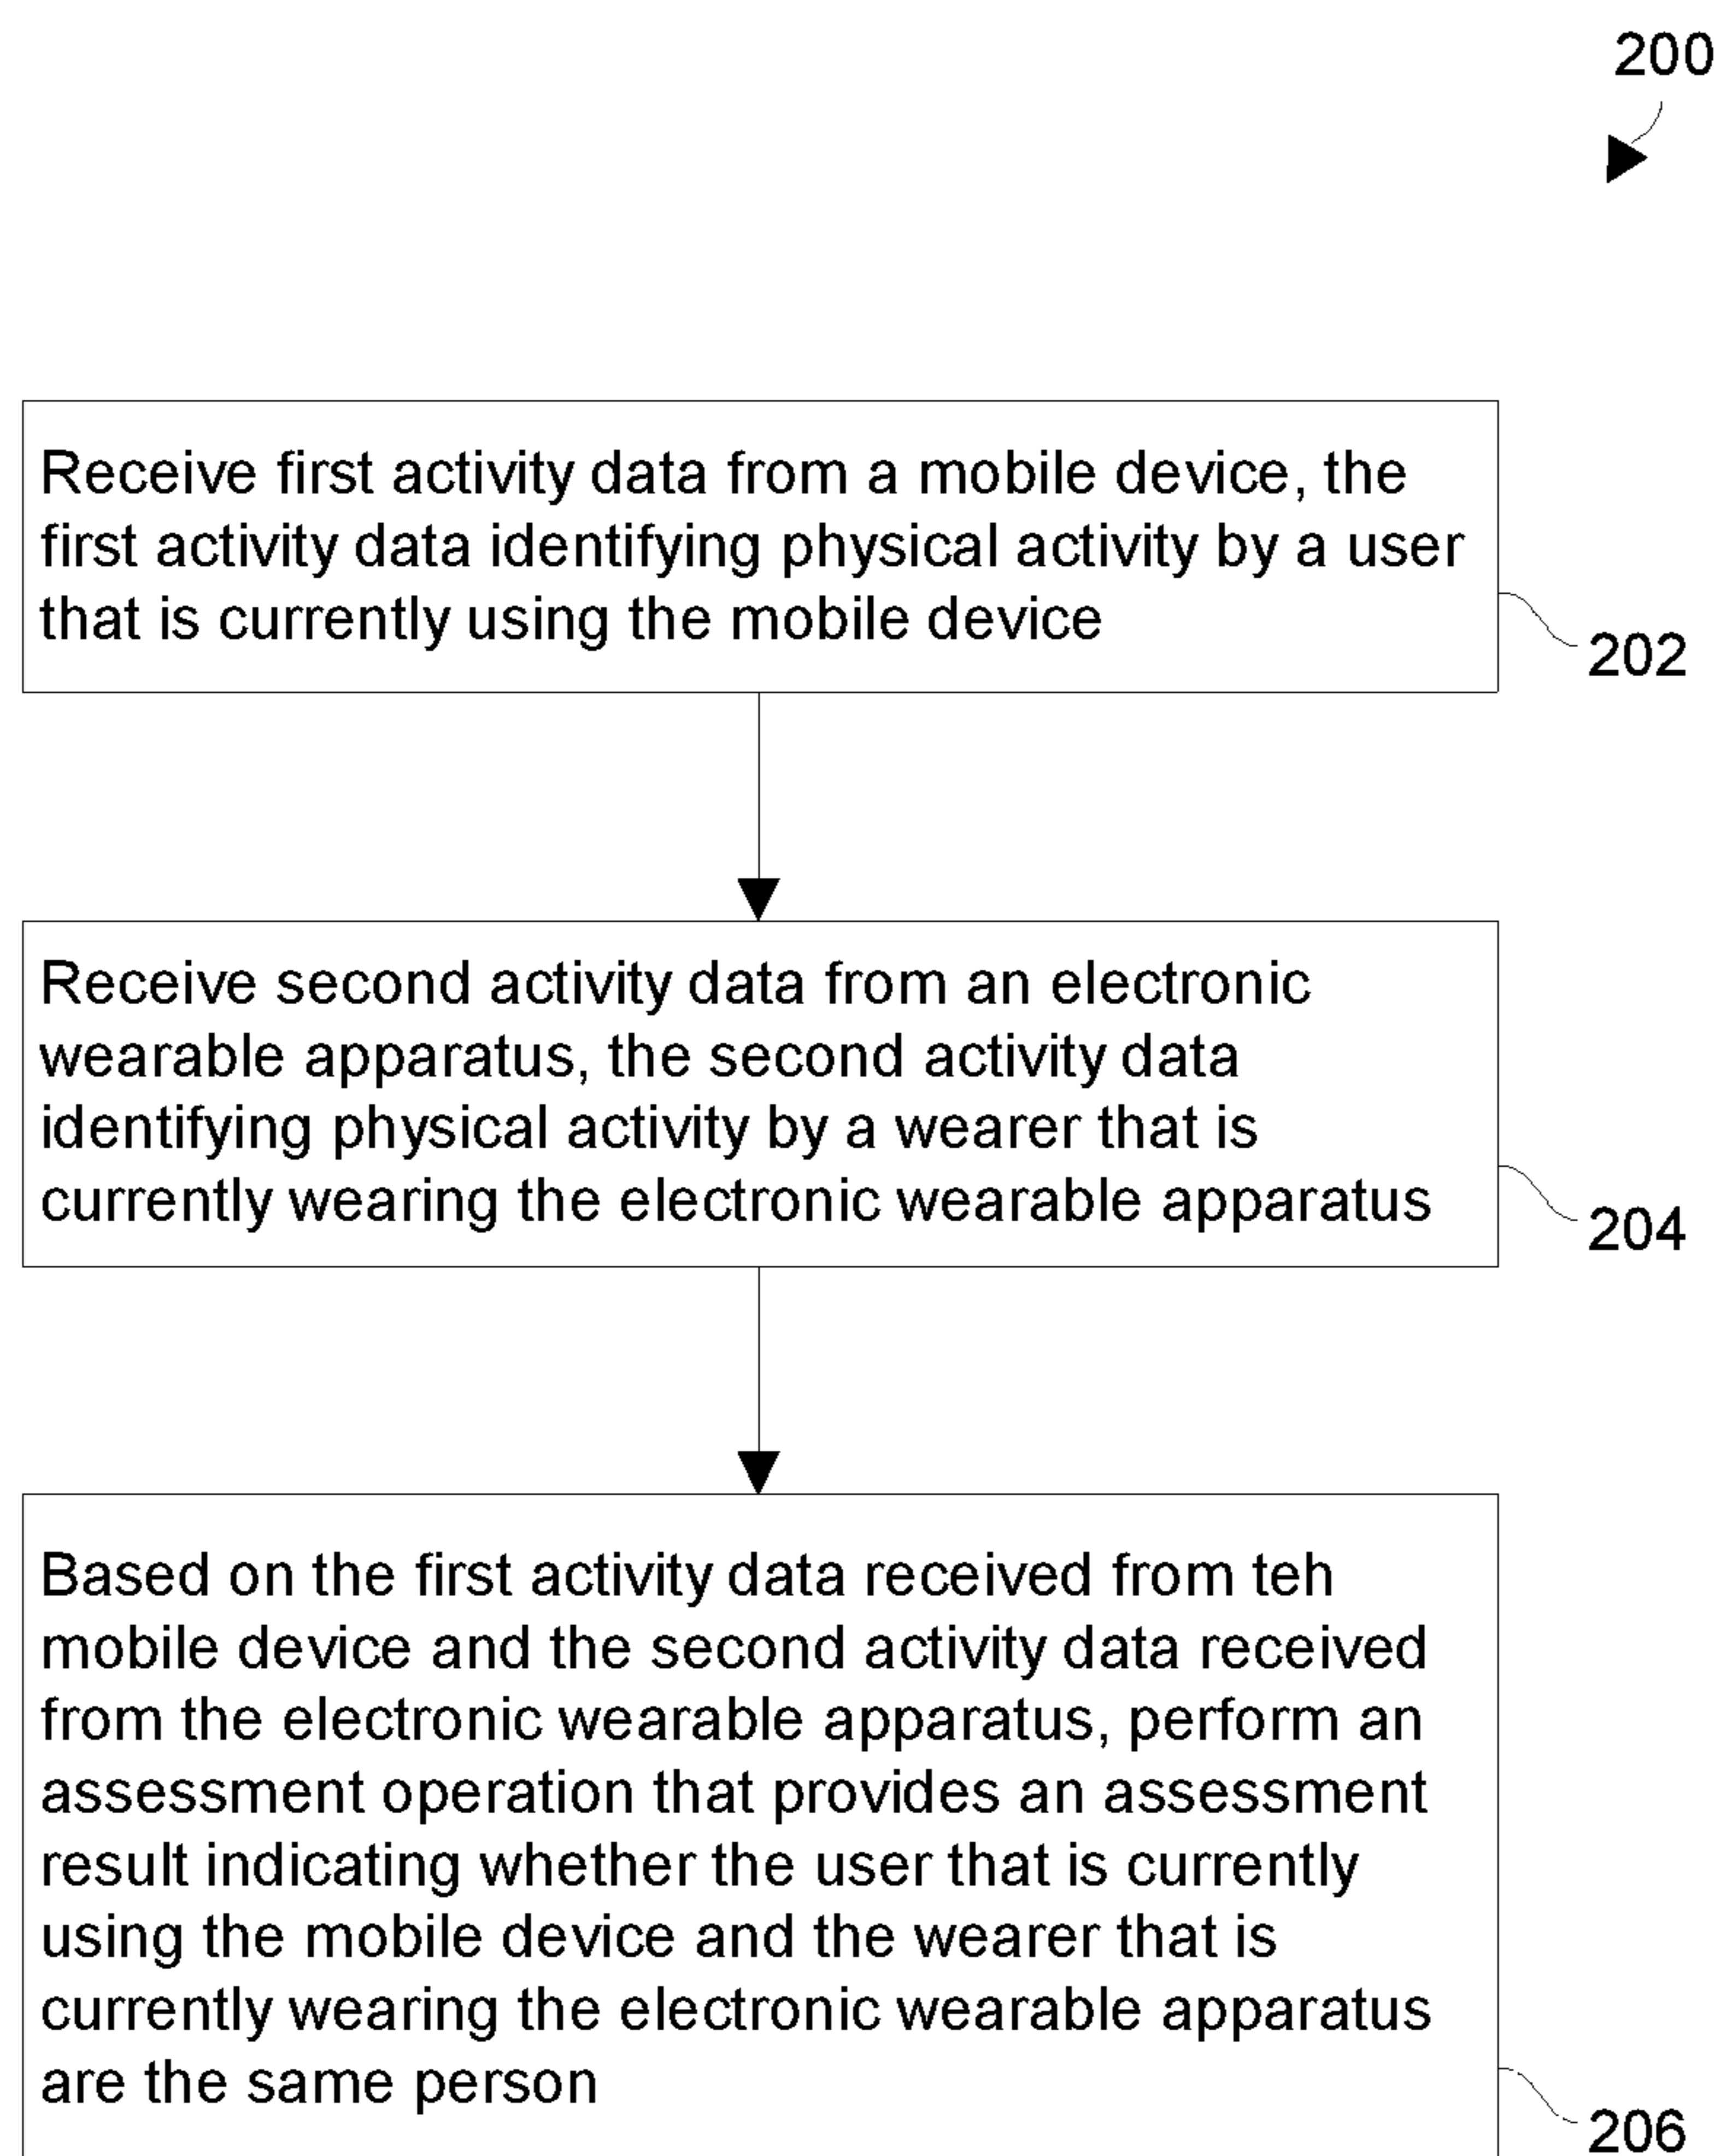 200
Receive first activity data from a mobile device, the
first activity data identifying physical activity by a user
that is currently using the mobile device
202
Receive second activity data from an electronic
wearable apparatus, the second activity data
identifying physical activity by a wearer that is
currently wearing the electronic wearable apparatus
204
Based on the first activity data received from teh
mobile device and the second activity data received
from the electronic wearable apparatus, perform an
assessment operation that provides an assessment
result indicating whether the user that is currently
using the mobile device and the wearer that is
currently wearing the electronic wearable apparatus
are the same person
206